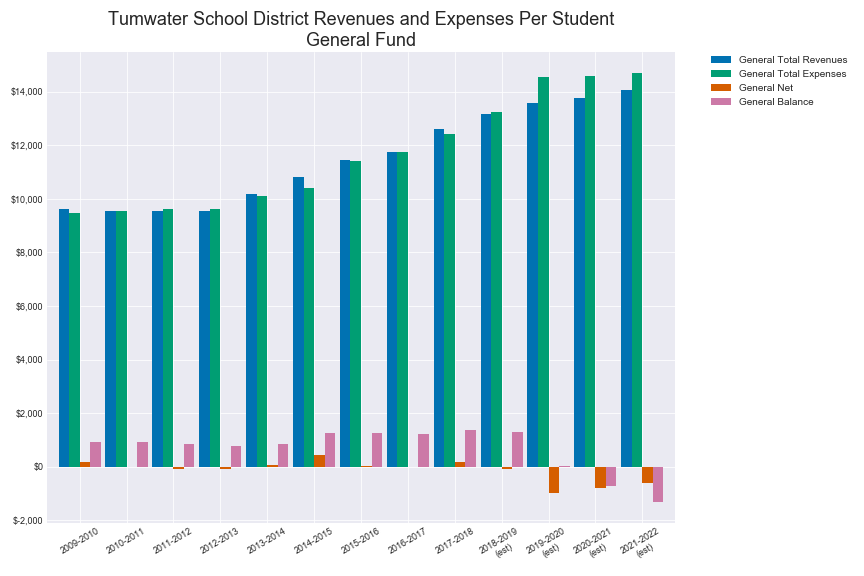 Tumwater School District Revenues and Expenses Per Student
General Fund
General Total Revenues
General Total Expenses
General Net
General Balance
$14,000
$12,000
$10,000
$8,000
$6,000
$4,000
$2,000
$0
$-2,000
2009-2010
2010-2011
2011-2012
2012-2013
2013-2014
2014-2015
2015-2016
2016-2017
2017-2018
2018-2019
(est)
2019-2020
(est)
2020-2021
(est)
2021-2022
(est)